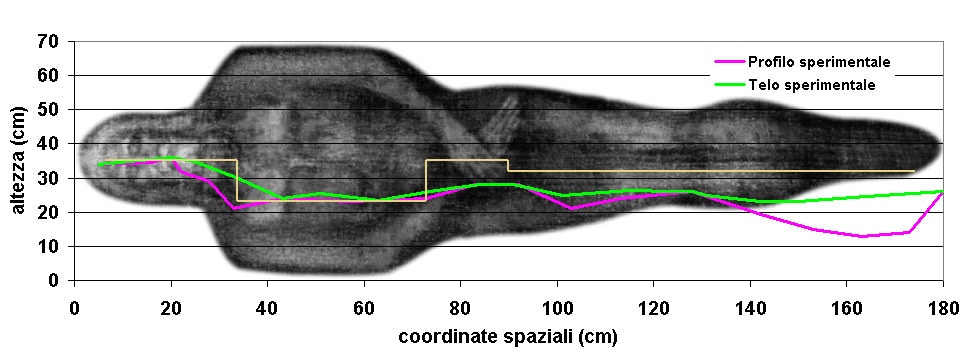 70
60
50
40
30
20
10
0
altezza (cm)
Profilo sperimentale
Telo sperimentale
0 20 40 60 80 100 120 140 160 180
coordinate spaziali (cm)